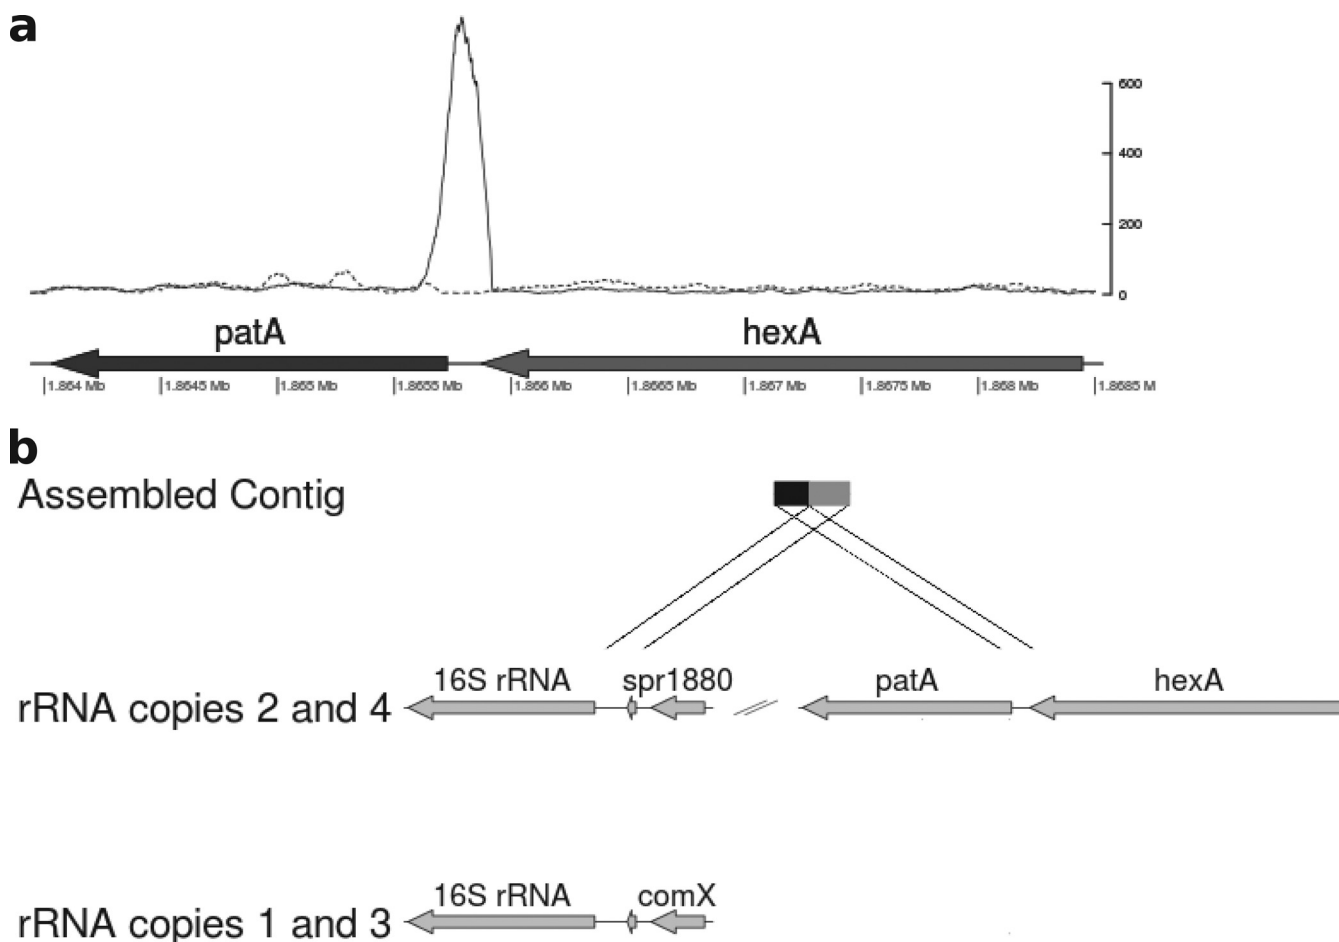 a
600
400
200
0
patA hexA
1.864 Mb 1.8645 Mb 1.865 Mb 1.8655 Mb 1.866 Mb 1.8665 Mb 1.867 Mb 1.8675 Mb 1.868 Mb 1.8685 M
b
Assembled Contig
16S rRNA spr1880 patA hexA
rRNA copies 2 and 4
16S rRNA comX
rRNA copies 1 and 3